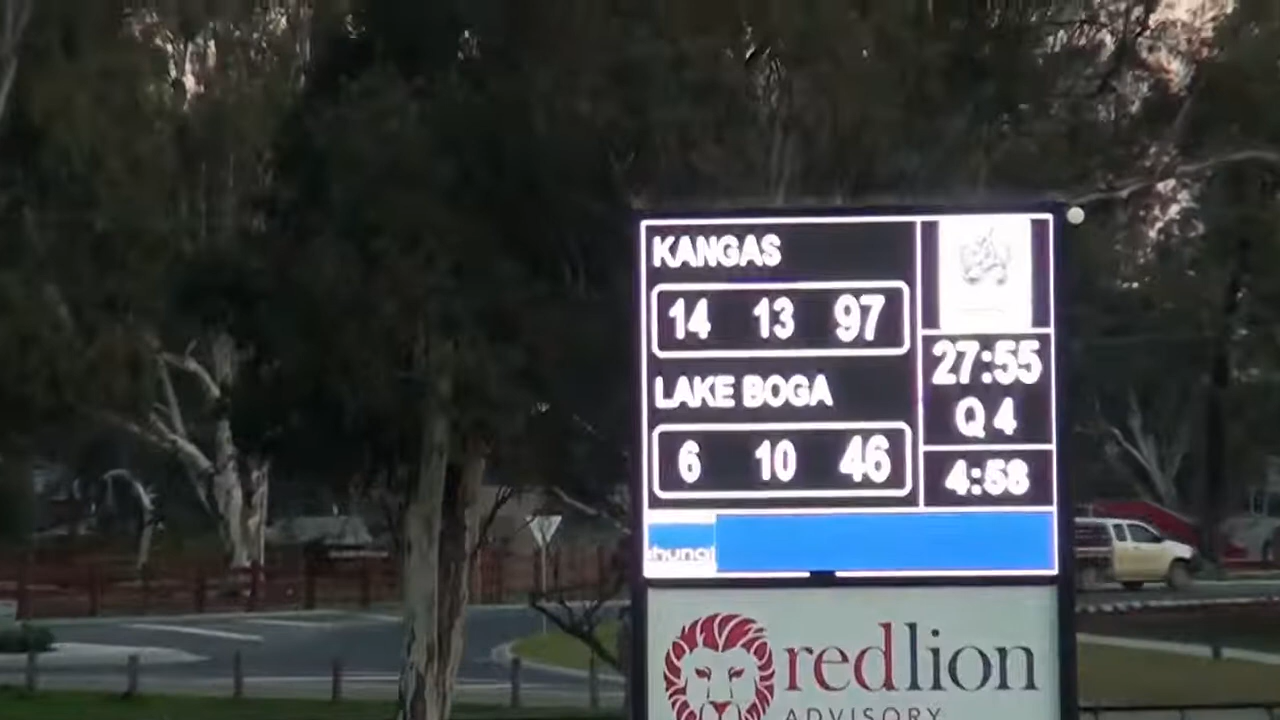 KANGAS
14 13 97
LAKE BOGA
6 10 46
27:55
Q 4
4:58
redlion
ADVISORY